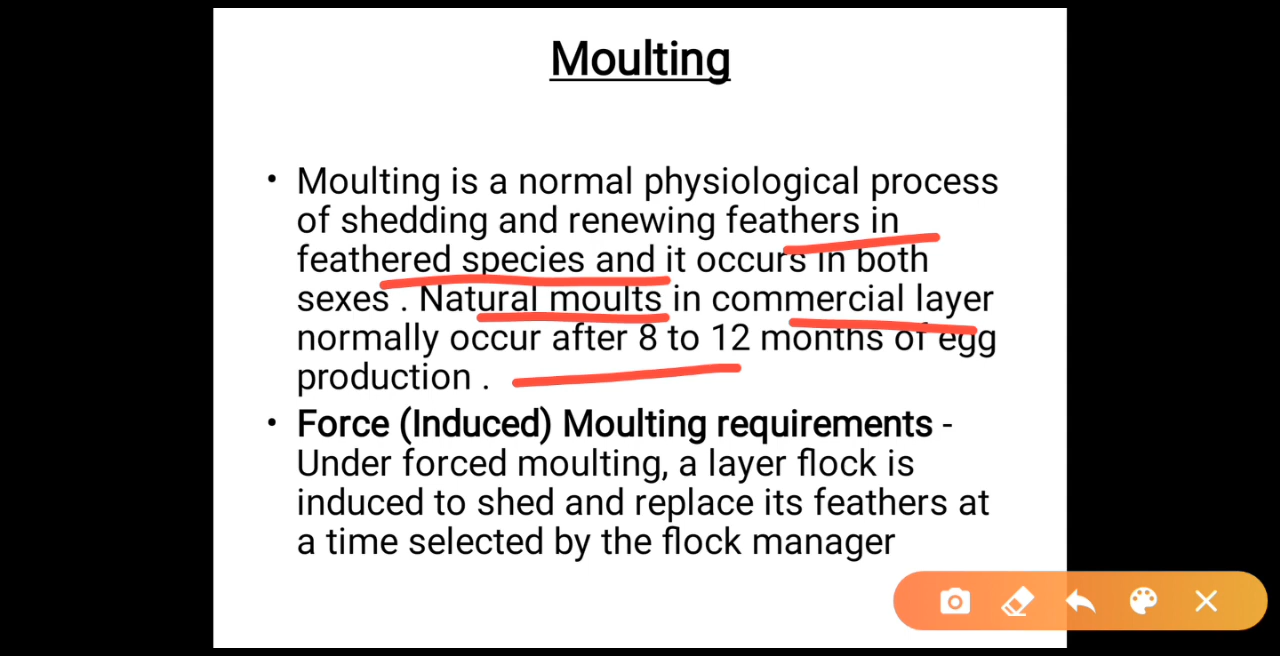 Moulting
• Moulting is a normal physiological process
of shedding and renewing feathers in
feathered species and it occurs in both
sexes . Natural moults in commercial layer
normally occur after 8 to 12 months of egg
production .
• Force (Induced) Moulting requirements -
Under forced moulting, a layer flock is
induced to shed and replace its feathers at
a time selected by the flock manager